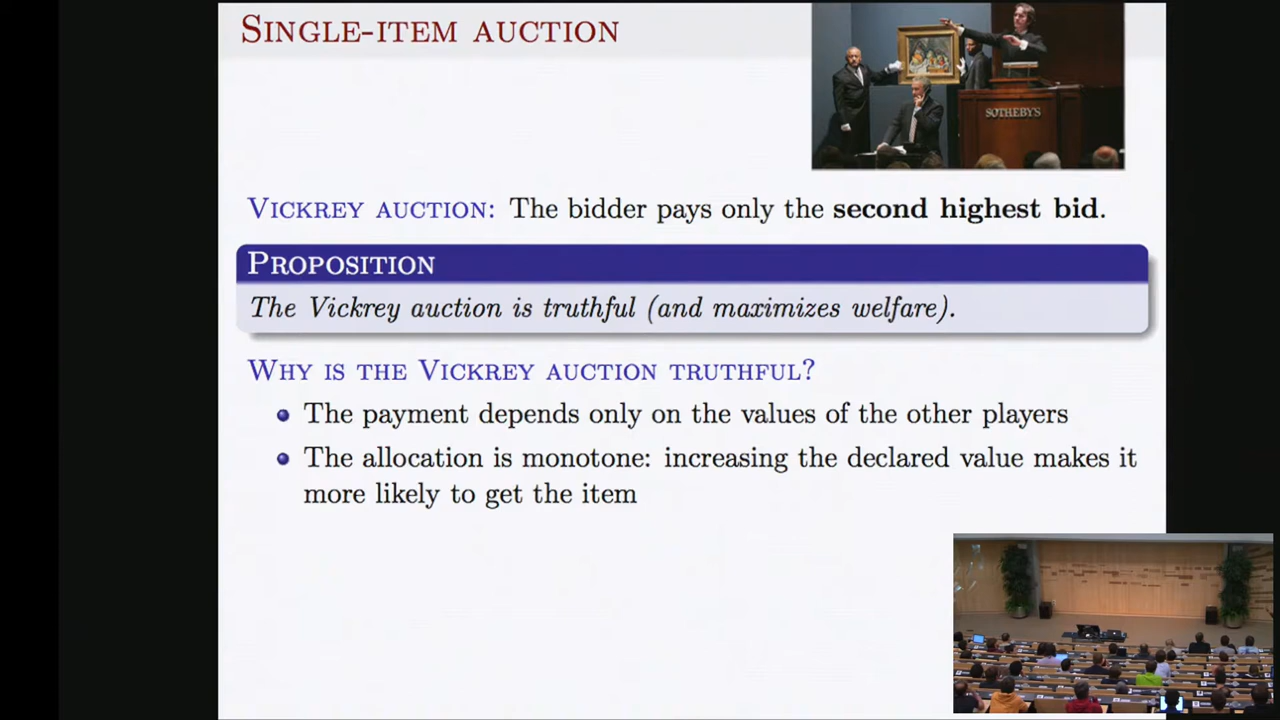 SINGLE-ITEM AUCTION
SOTHEBYS
VICKREY AUCTION: The bidder pays only the second highest bid.
PROPOSITION
The Vickrey auction is truthful (and maximizes welfare).
WHY IS THE VICKREY AUCTION TRUTHFUL?
The payment depends only on the values of the other players
The allocation is monotone: increasing the declared value makes it
more likely to get the item